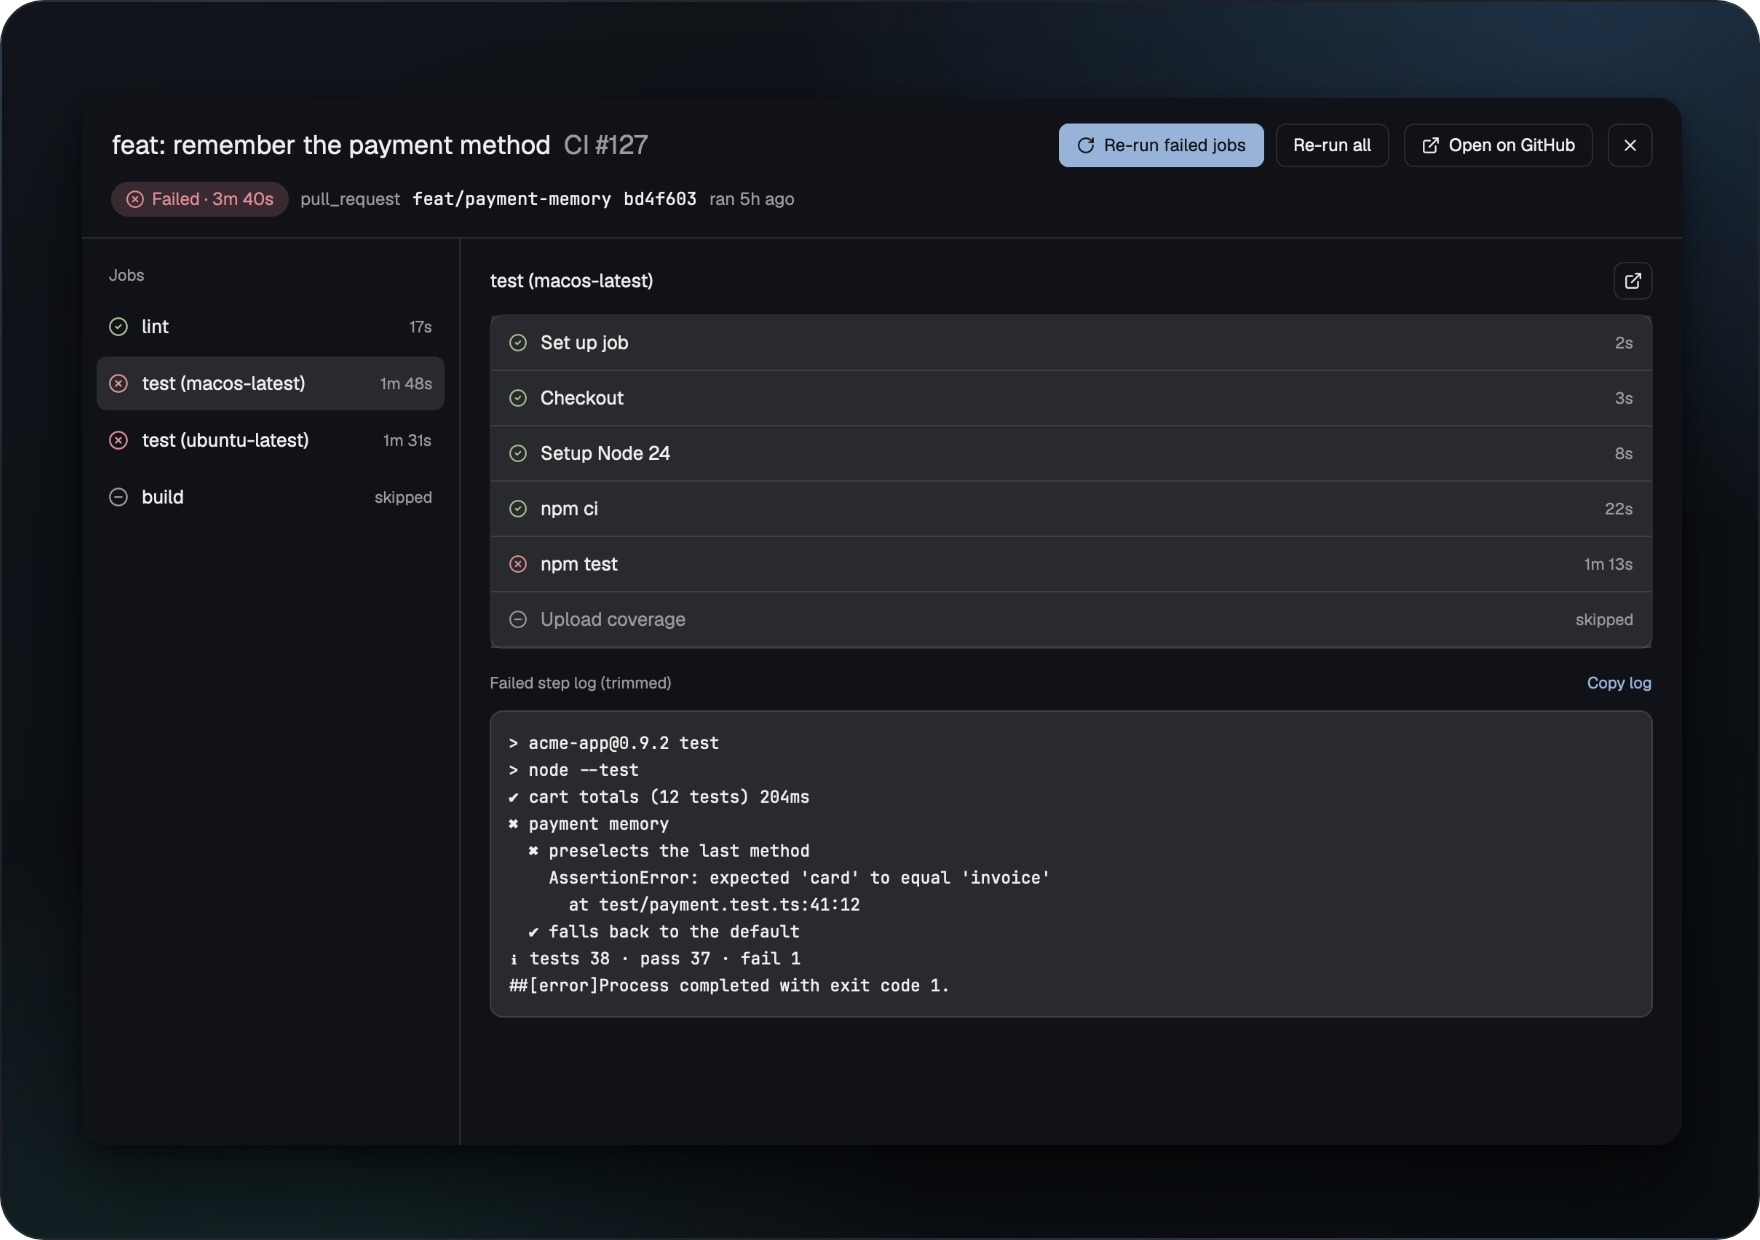 feat: remember the payment method CI #127
Re-run failed jobs
Re-run all
Open on GitHub
Failed · 3m 40s pull_request feat/payment-memory bd4f603 ran 5h ago
Jobs
lint 17s
test (macos-latest) 1m 48s
test (ubuntu-latest) 1m 31s
build skipped
test (macos-latest)
Set up job 2s
Checkout 3s
Setup Node 24 8s
npm ci 22s
npm test 1m 13s
Upload coverage skipped
Failed step log (trimmed) Copy log
> acme-app@0.9.2 test
> node --test
✔ cart totals (12 tests) 204ms
✖ payment memory
  ✖ preselects the last method
    AssertionError: expected 'card' to equal 'invoice'
      at test/payment.test.ts:41:12
  ✔ falls back to the default
ℹ tests 38 · pass 37 · fail 1
##[error]Process completed with exit code 1.